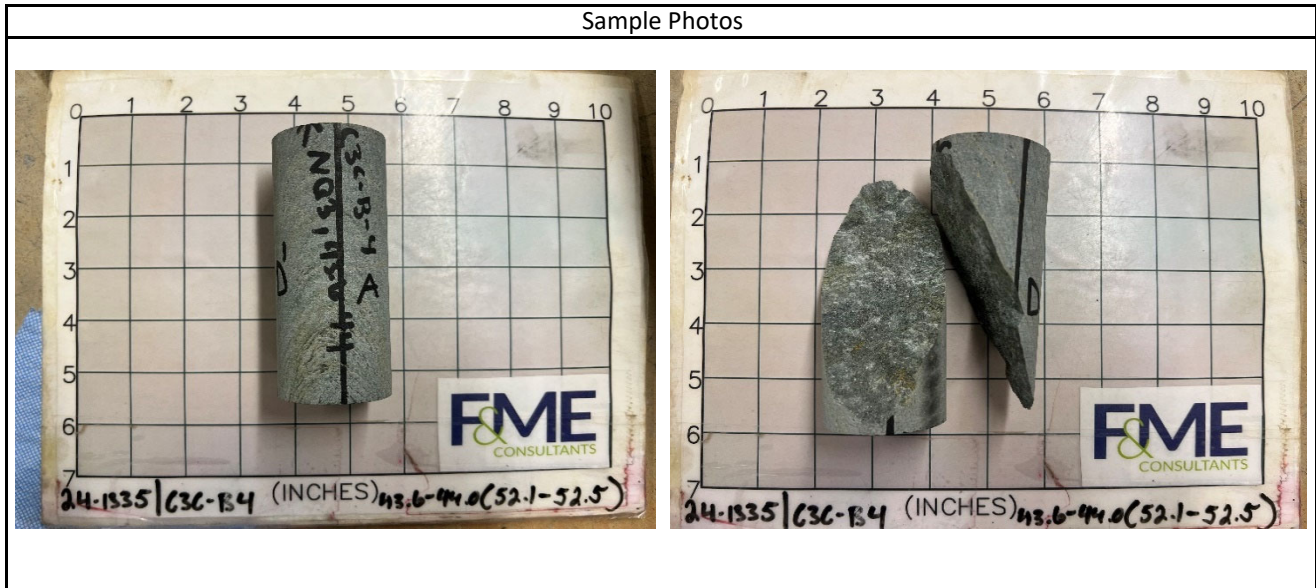 Sample Photos
0 1 2 3 4 5 6 7 8 9 10
1
2
3
4
5
6
7
C3C-B-4 A
NQ3,
D
F&ME
CONSULTANTS
(INCHES)
24-1335 | C3C-B4 43.6-44.0 (52.1-52.5)
0 1 2 3 4 5 6 7 8 9 10
1
2
3
4
5
6
7
D
F&ME
CONSULTANTS
(INCHES)
24-1335 | C3C-B4 43.6-44.0 (52.1-52.5)